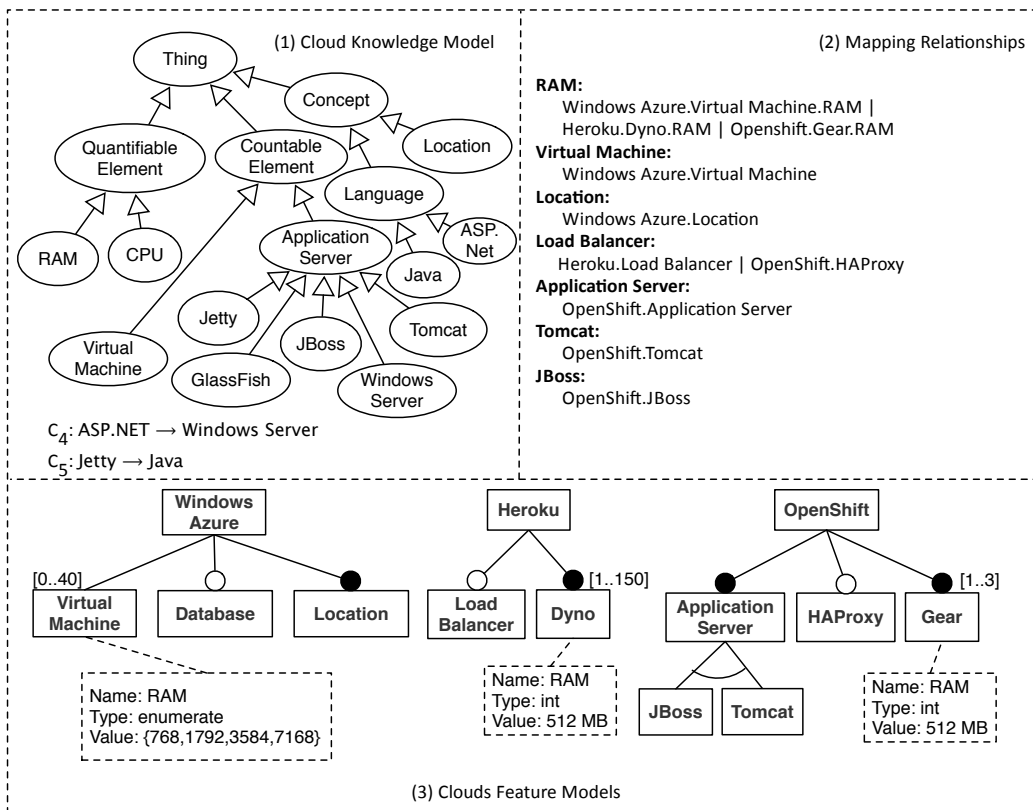 (1) Cloud Knowledge Model
Thing
Concept
Quantifiable
Element
Countable
Element
Location
Language
RAM
CPU
Application
Server
ASP.
Net
Java
Jetty
JBoss
Tomcat
Virtual
Machine
GlassFish
Windows
Server
C4: ASP.NET → Windows Server
C5: Jetty → Java
(2) Mapping Relationships
RAM:
Windows Azure.Virtual Machine.RAM |
Heroku.Dyno.RAM | Openshift.Gear.RAM
Virtual Machine:
Windows Azure.Virtual Machine
Location:
Windows Azure.Location
Load Balancer:
Heroku.Load Balancer | OpenShift.HAProxy
Application Server:
OpenShift.Application Server
Tomcat:
OpenShift.Tomcat
JBoss:
OpenShift.JBoss
Windows
Azure
[0..40]
Virtual
Machine
Database
Location
Name: RAM
Type: enumerate
Value: {768,1792,3584,7168}
Heroku
[1..150]
Load
Balancer
Dyno
Name: RAM
Type: int
Value: 512 MB
OpenShift
[1..3]
Application
Server
HAProxy
Gear
JBoss
Tomcat
Name: RAM
Type: int
Value: 512 MB
(3) Clouds Feature Models